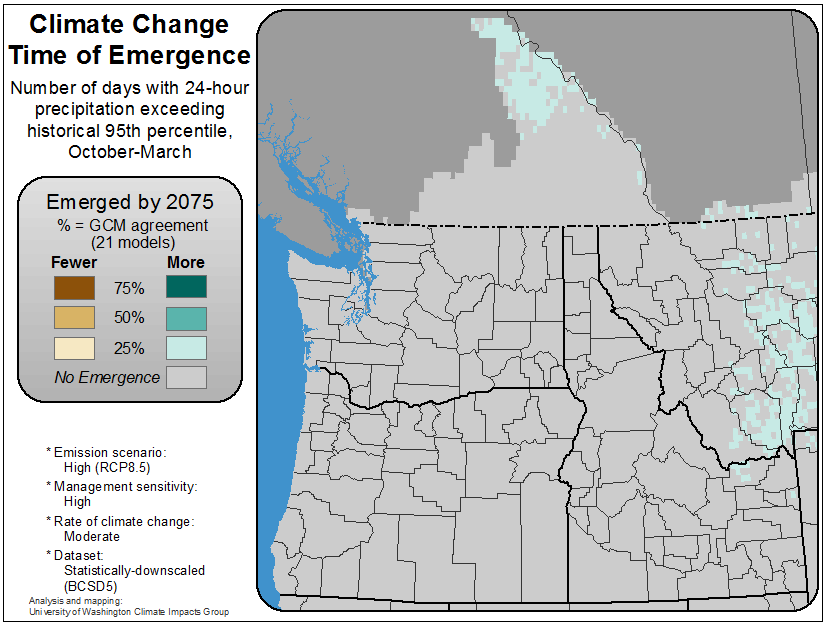 Climate Change
Time of Emergence
Number of days with 24-hour
precipitation exceeding
historical 95th percentile,
October-March
Emerged by 2075
% = GCM agreement
(21 models)
Fewer More
75%
50%
25%
No Emergence
* Emission scenario:
High (RCP8.5)
* Management sensitivity:
High
* Rate of climate change:
Moderate
* Dataset:
Statistically-downscaled
(BCSD5)
Analysis and mapping:
University of Washington Climate Impacts Group